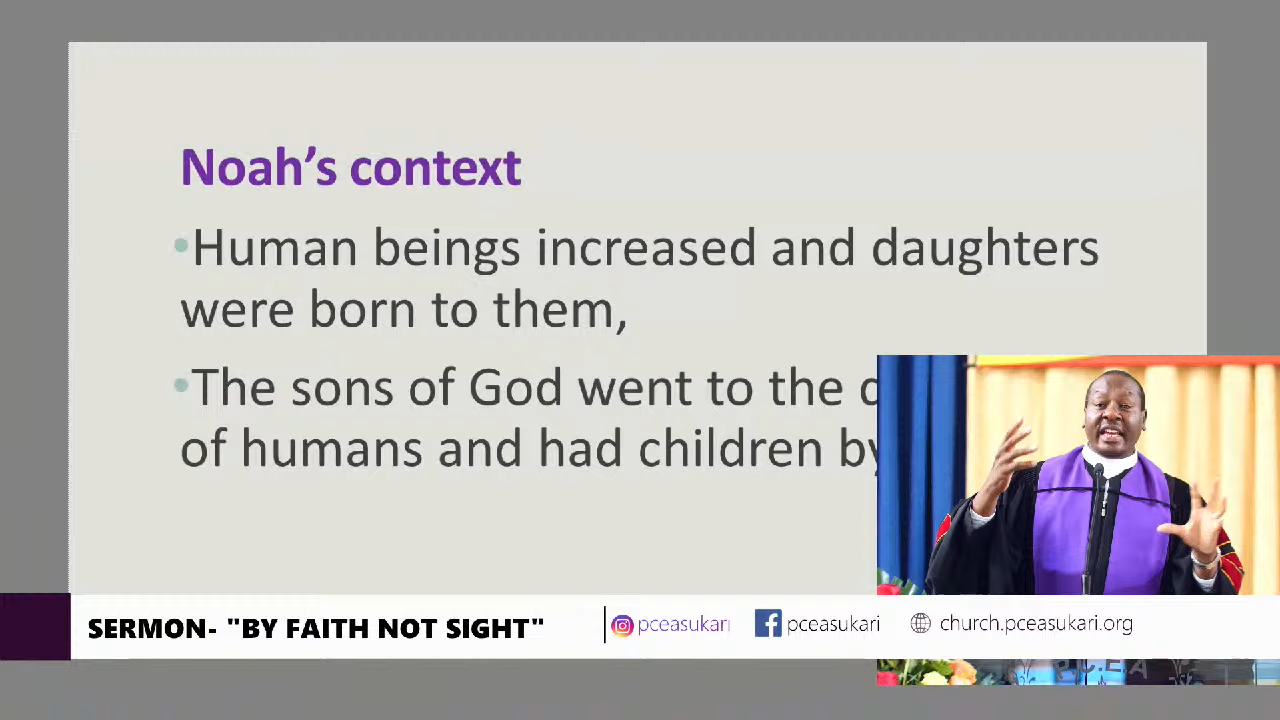 Noah's context
•Human beings increased and daughters
were born to them,
•The sons of God went to the
of humans and had children by
SERMON- "BY FAITH NOT SIGHT"
pceasukari
pceasukari
church.pceasukari.org
P.C.E.A